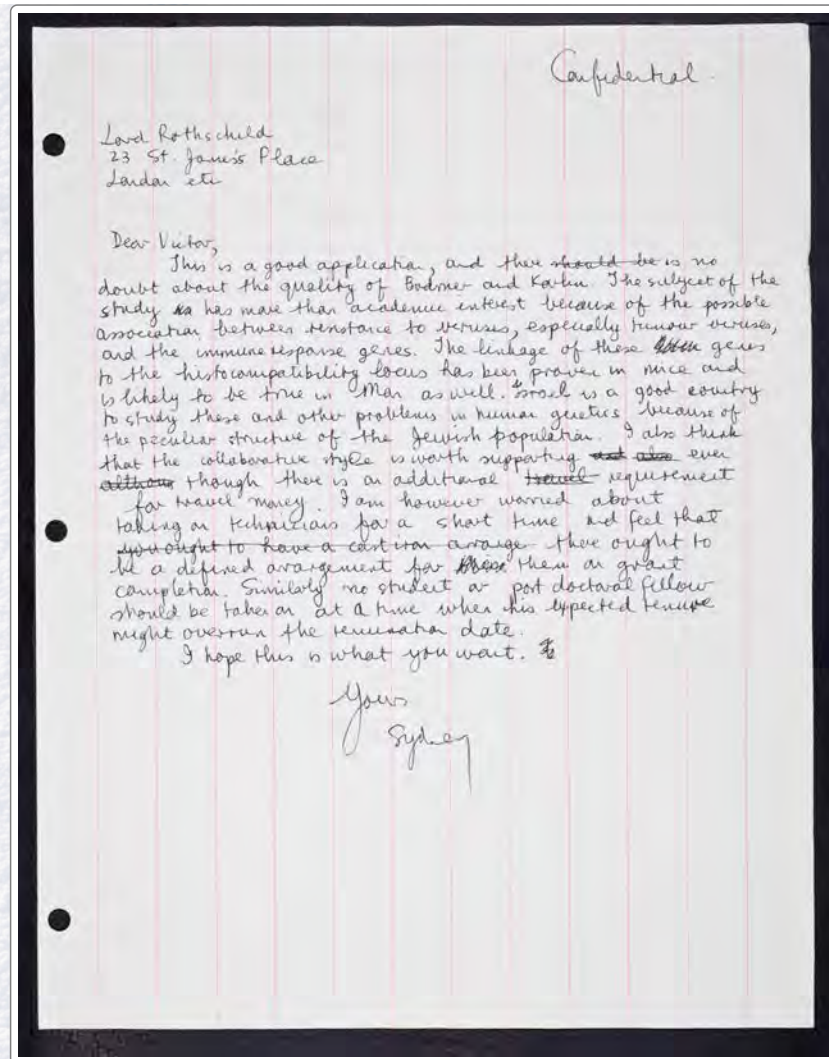 Confidential.
Lord Rothschild
23 St. James's Place
London etc
Dear Victor,
This is a good application, and there should be is no
doubt about the quality of Bodmer and Karlin. The subject of the
study has more than academic interest because of the possible
association between resistance to viruses, especially tumour viruses,
and the immune response genes. The linkage of these genes
to the histocompatibility locus has been proven in mice and
is likely to be true in Man as well. Israel is a good country
to study these and other problems in human genetics because of
the peculiar structure of the Jewish population. I also think
that the collaborative style is worth supporting even
though there is an additional travel requirement
for travel money. I am however worried about
taking on technicians for a short time and feel that
you ought to have a cast iron arrange there ought to
be a defined arrangement for them on grant
completion. Similarly no student or post doctoral fellow
should be taken on at a time when his expected tenure
might overrun the termination date.
I hope this is what you want.
Yours
Sydney